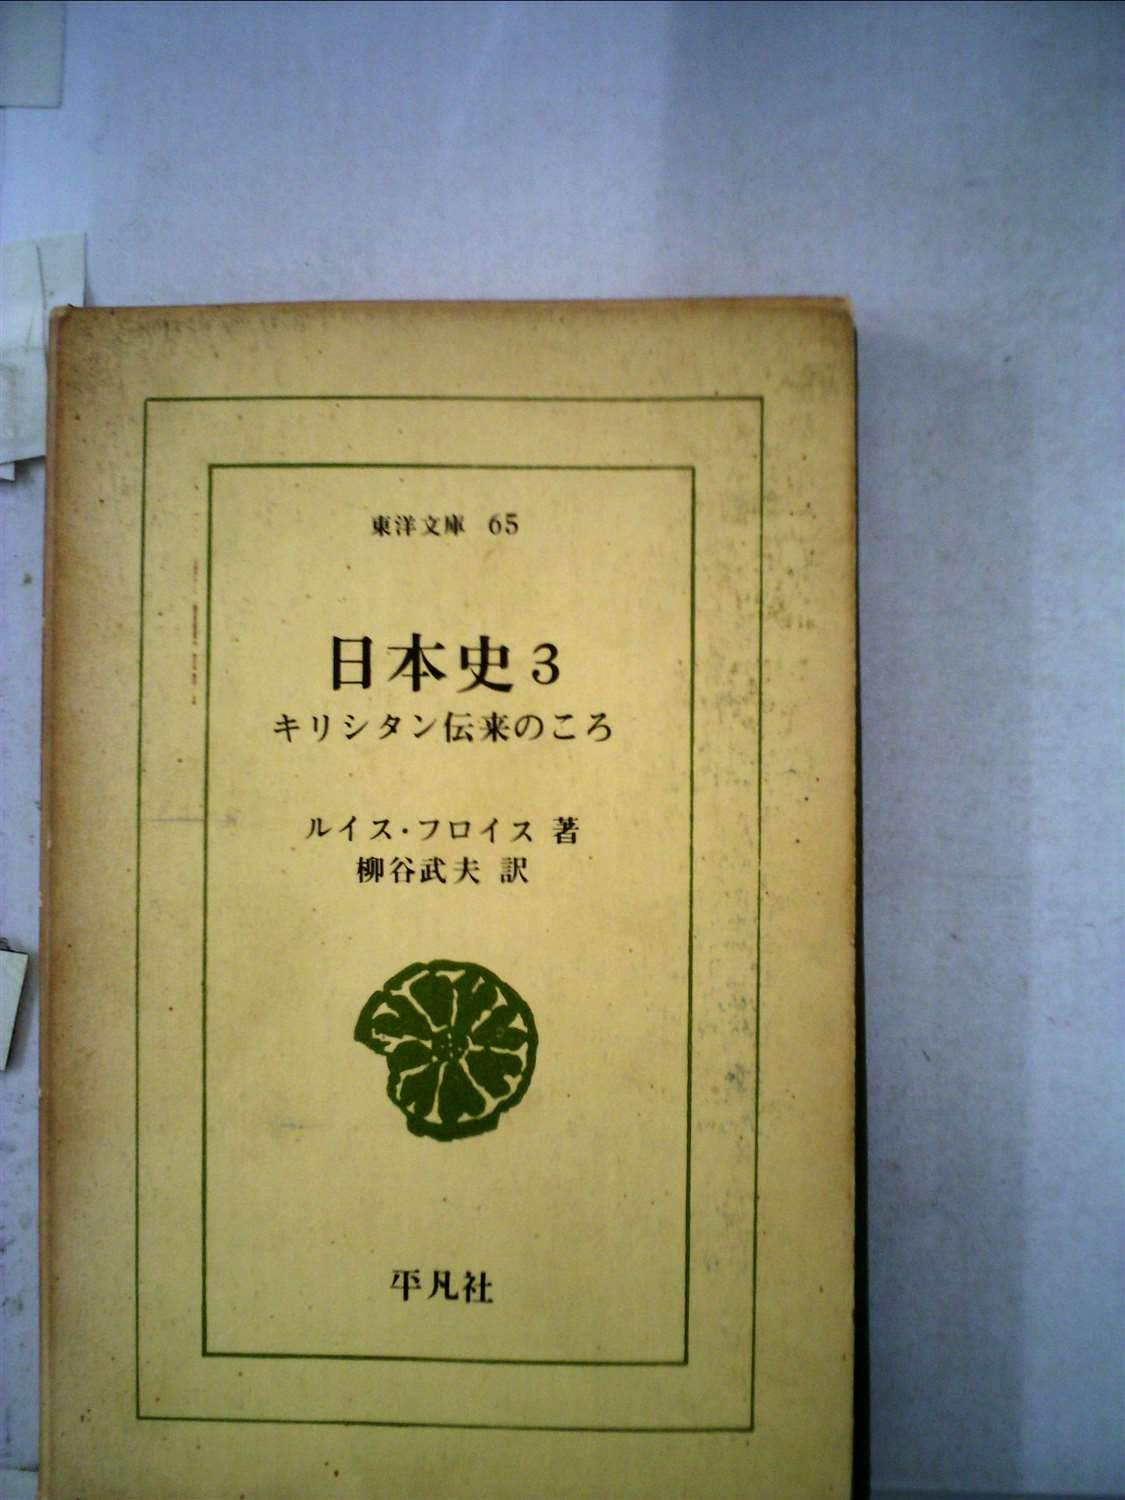 東洋文庫 65
日本史3
キリシタン伝来のころ
ルイス・フロイス 著
柳谷武夫 訳
平凡社